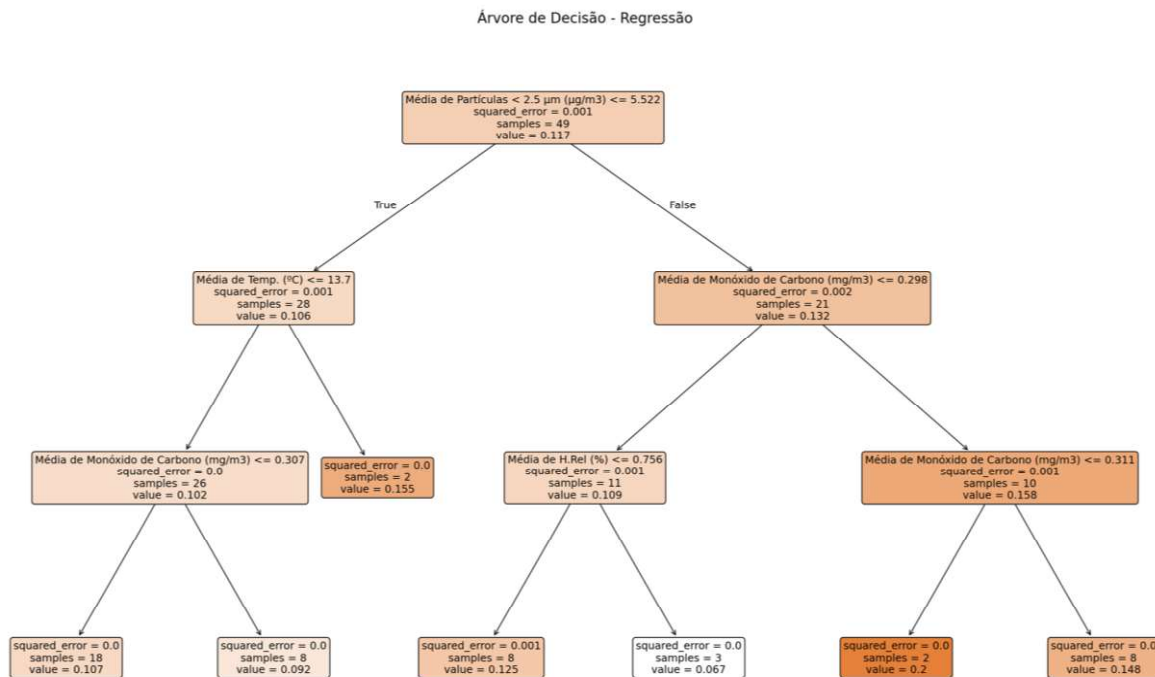 Árvore de Decisão - Regressão
Média de Partículas < 2.5 µm (µg/m3) <= 5.522
squared_error = 0.001
samples = 49
value = 0.117
True
False
Média de Temp. (ºC) <= 13.7
squared_error = 0.001
samples = 28
value = 0.106
Média de Monóxido de Carbono (mg/m3) <= 0.298
squared_error = 0.002
samples = 21
value = 0.132
Média de Monóxido de Carbono (mg/m3) <= 0.307
squared_error = 0.0
samples = 26
value = 0.102
squared_error = 0.0
samples = 2
value = 0.155
Média de H.Rel (%) <= 0.756
squared_error = 0.001
samples = 11
value = 0.109
Média de Monóxido de Carbono (mg/m3) <= 0.311
squared_error = 0.001
samples = 10
value = 0.158
squared_error = 0.0
samples = 18
value = 0.107
squared_error = 0.0
samples = 8
value = 0.092
squared_error = 0.001
samples = 8
value = 0.125
squared_error = 0.0
samples = 3
value = 0.067
squared_error = 0.0
samples = 2
value = 0.2
squared_error = 0.0
samples = 8
value = 0.148